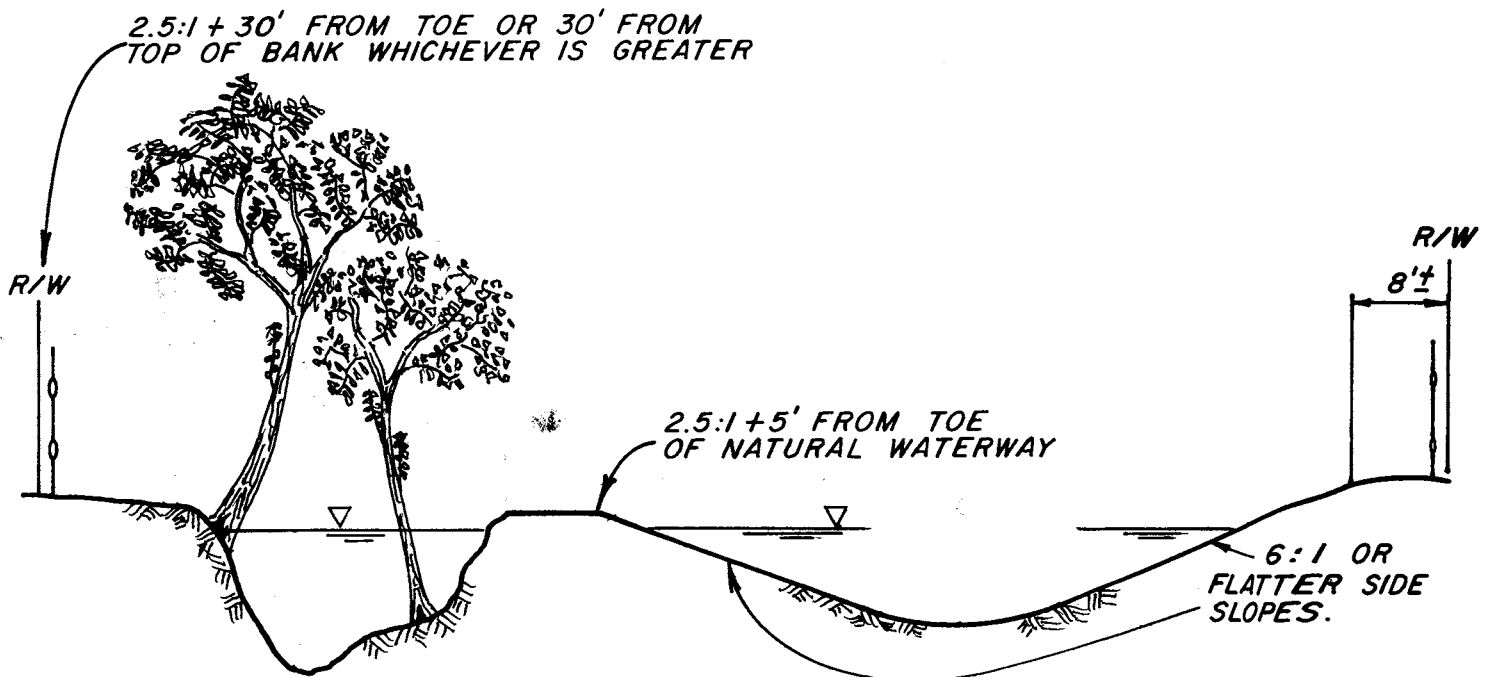 2.5:1 + 30' FROM TOE OR 30' FROM
TOP OF BANK WHICHEVER IS GREATER
R/W
R/W
8'±
2.5:1 + 5' FROM TOE
OF NATURAL WATERWAY
6:1 OR
FLATTER SIDE
SLOPES.